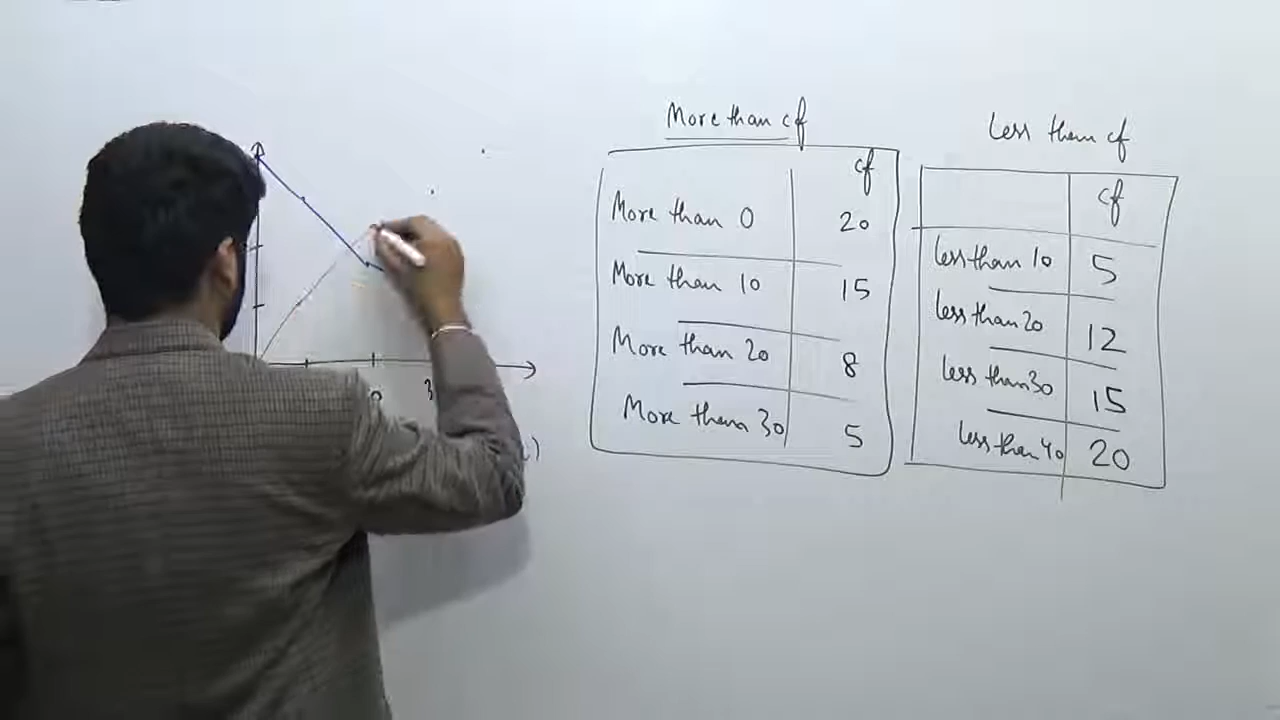 More than cf
cf
More than 0 20
More than 10 15
More than 20 8
More than 30 5
Less than cf
cf
less than 10 5
less than 20 12
less than 30 15
less than 40 20
3
)